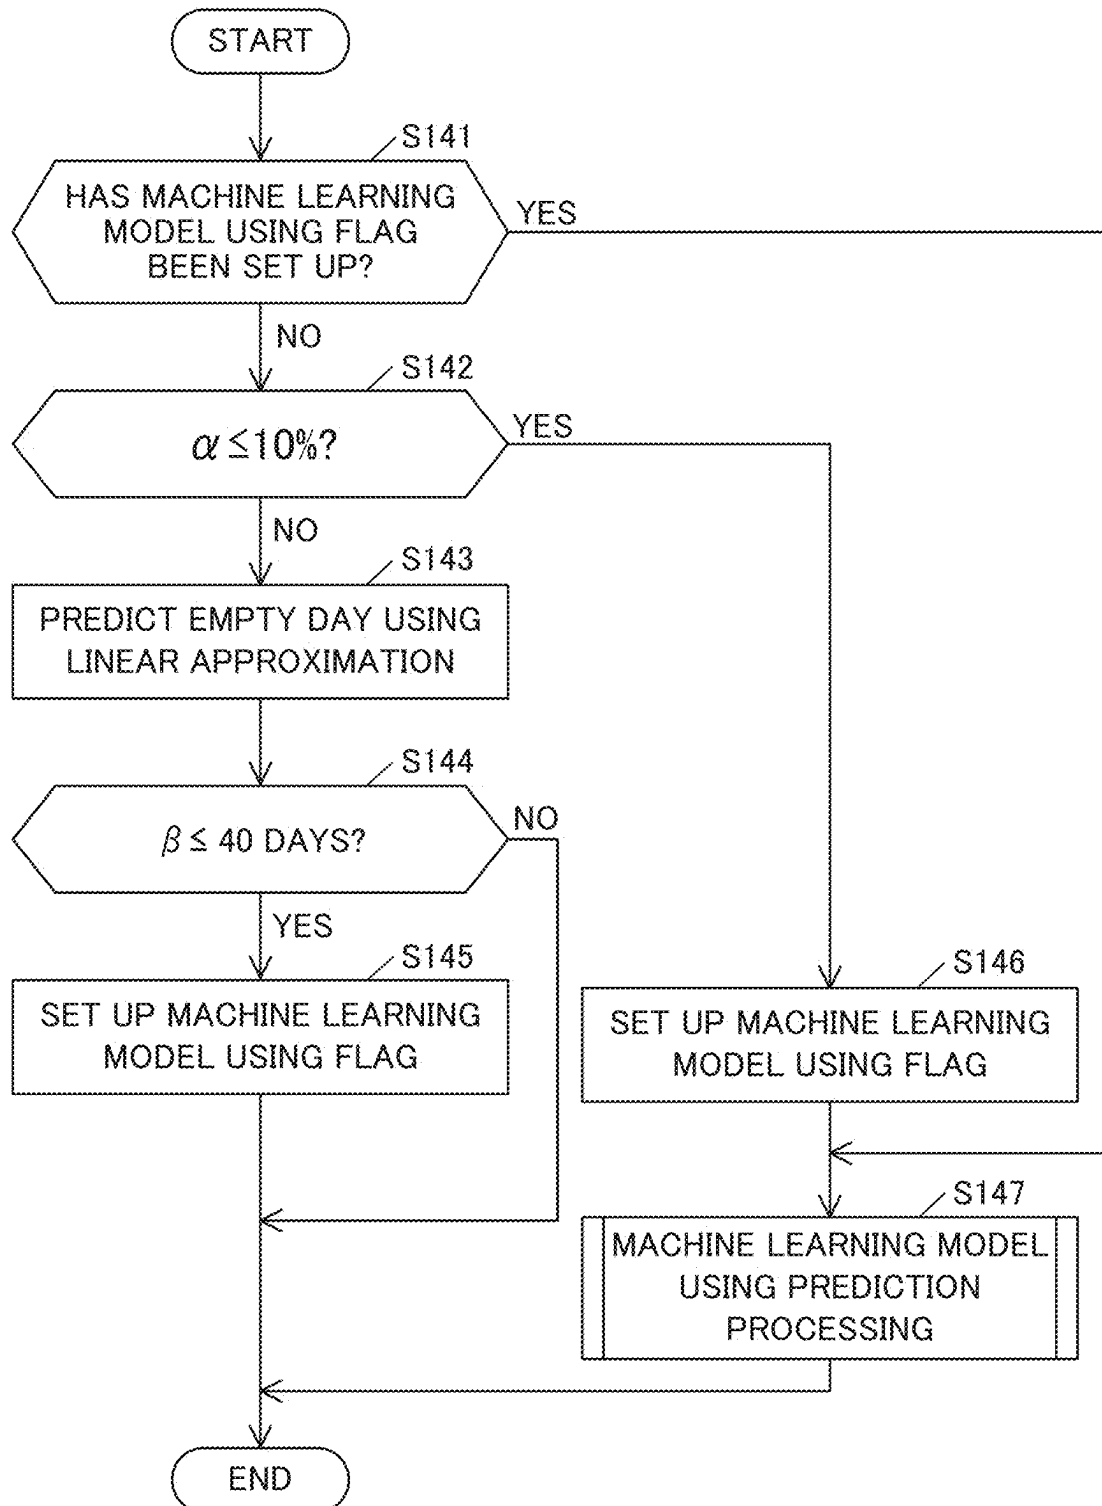 START
S141
HAS MACHINE LEARNING
MODEL USING FLAG
BEEN SET UP?
YES
NO
S142
α≤10%?
YES
NO
S143
PREDICT EMPTY DAY USING
LINEAR APPROXIMATION
S144
β≤ 40 DAYS?
NO
YES
S145
SET UP MACHINE LEARNING
MODEL USING FLAG
S146
SET UP MACHINE LEARNING
MODEL USING FLAG
S147
MACHINE LEARNING MODEL
USING PREDICTION
PROCESSING
END